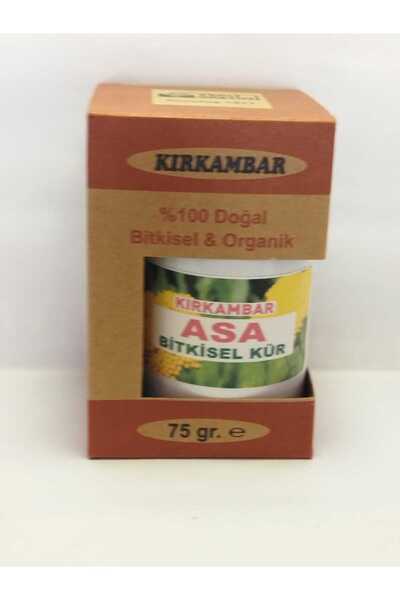 KIRKAMBAR
%100 Doğal
Bitkisel & Organik
KIRKAMBAR
ASA
BİTKİSEL KÜR
75 gr. ℮